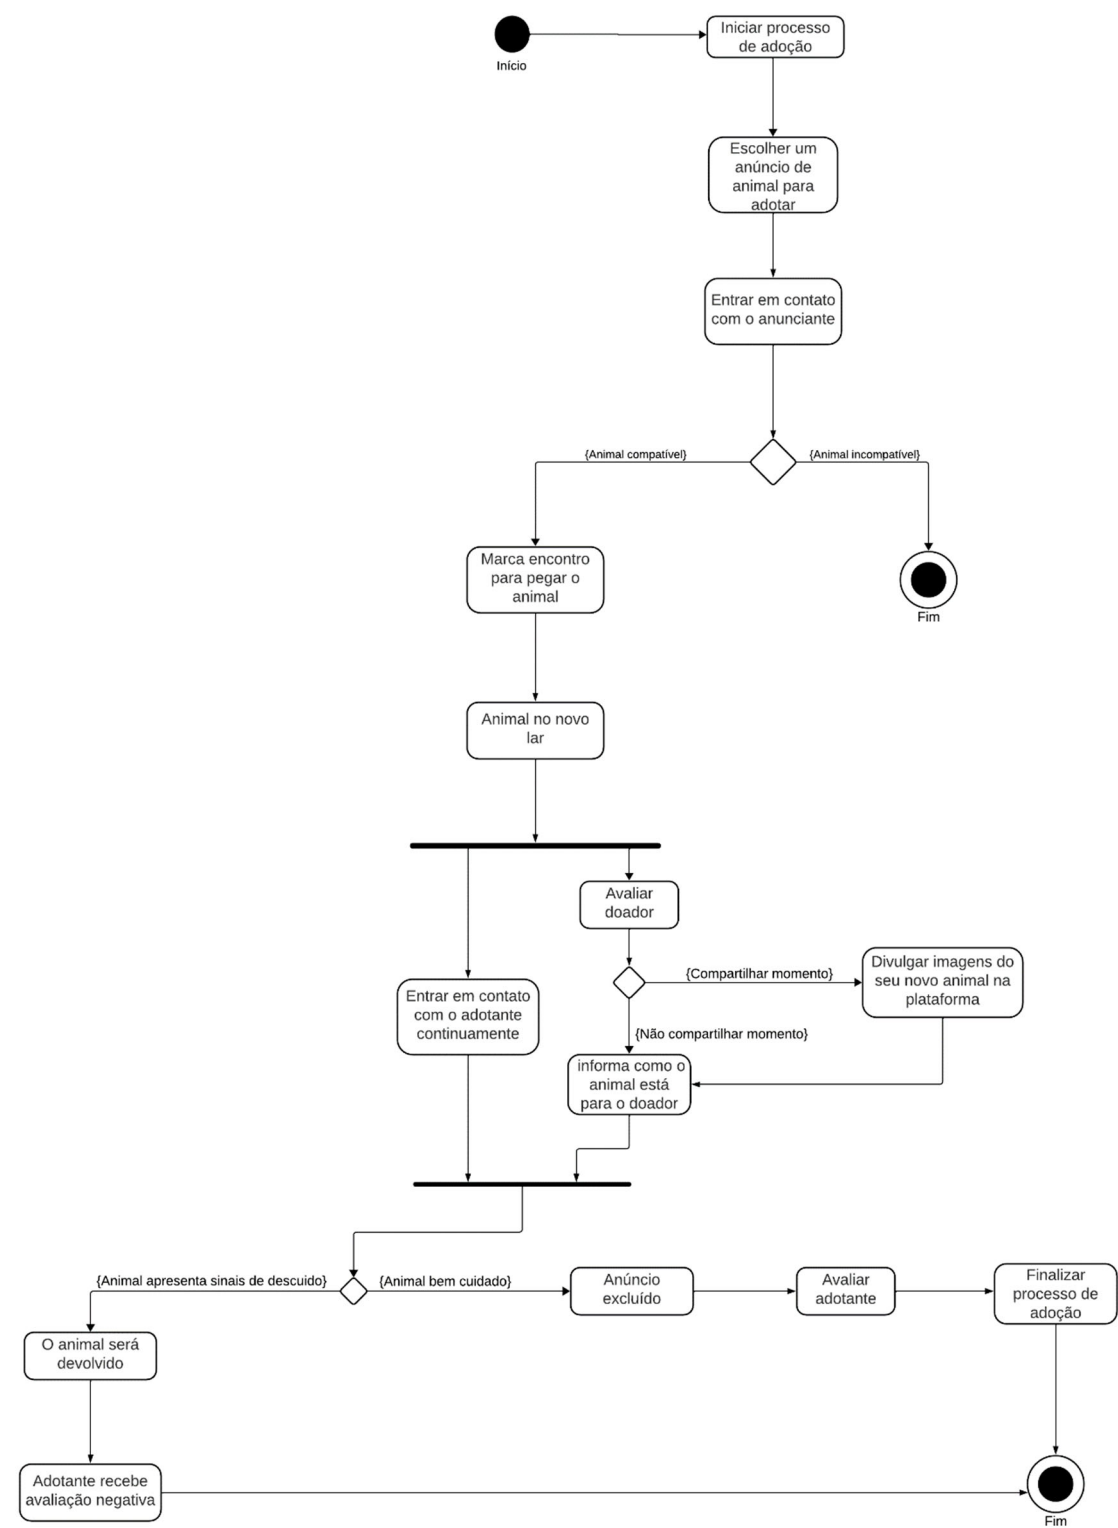 Início
Iniciar processo
de adoção
Escolher um
anúncio de
animal para
adotar
Entrar em contato
com o anunciante
{Animal compatível}
{Animal incompatível}
Marca encontro
para pegar o
animal
Fim
Animal no novo
lar
Avaliar
doador
{Compartilhar momento}
Divulgar imagens do
seu novo animal na
plataforma
Entrar em contato
com o adotante
continuamente
{Não compartilhar momento}
informa como o
animal está
para o doador
{Animal apresenta sinais de descuido}
{Animal bem cuidado}
Anúncio
excluído
Avaliar
adotante
Finalizar
processo de
adoção
O animal será
devolvido
Adotante recebe
avaliação negativa
Fim